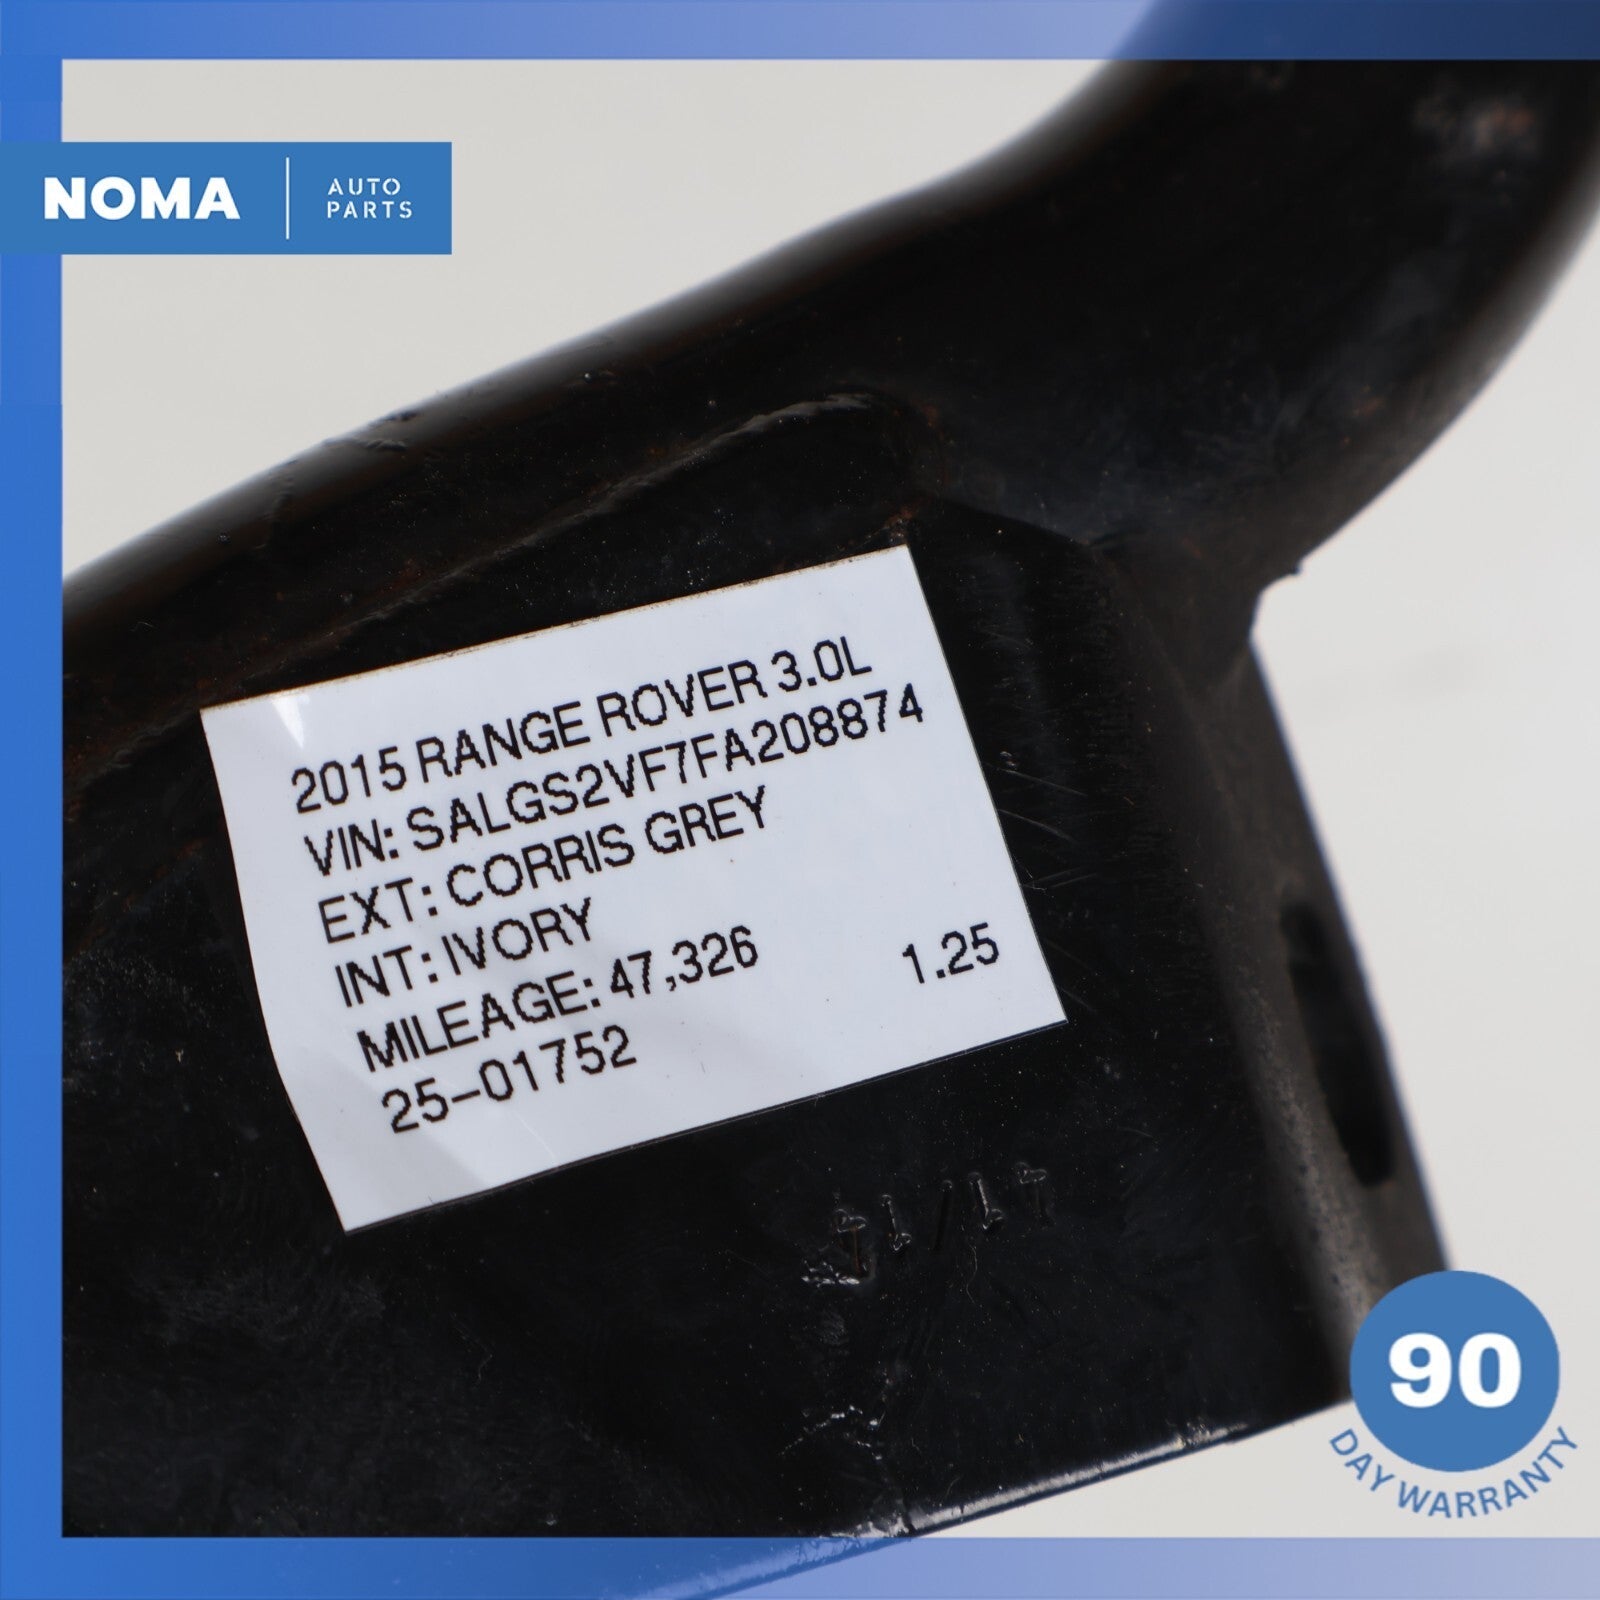 NOMA
AUTO
PARTS
2015 RANGE ROVER 3.0L
VIN: SALGS2VF7FA208874
EXT: CORRIS GREY
INT: IVORY
MILEAGE: 47,326 1.25
25-01752
90
DAY WARRANTY